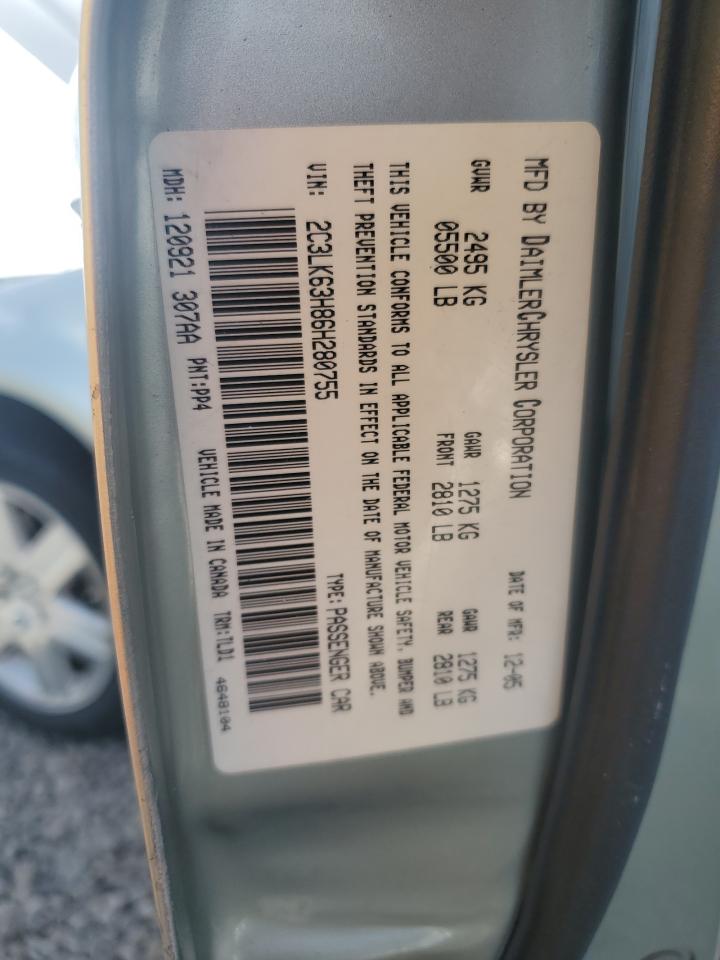 MFD BY DAIMLERCHRYSLER CORPORATION DATE OF MFR: 12-05
GVWR 2495 KG GAWR 1275 KG GAWR 1275 KG
05500 LB FRONT 2810 LB REAR 2810 LB
THIS VEHICLE CONFORMS TO ALL APPLICABLE FEDERAL MOTOR VEHICLE SAFETY, BUMPER AND
THEFT PREVENTION STANDARDS IN EFFECT ON THE DATE OF MANUFACTURE SHOWN ABOVE.
VIN: 2C3LK63H86H280755 TYPE: PASSENGER CAR
MDH: 120921 307AA PNT:PP4 VEHICLE MADE IN CANADA TRM:TLD1 4648104